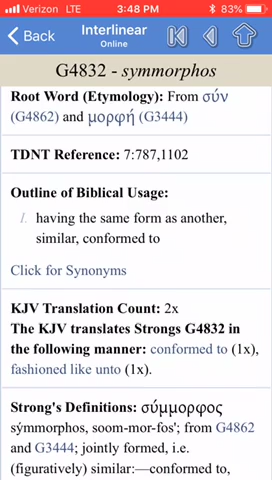 Verizon LTE 3:48 PM 83%
Back Interlinear
Online
G4832 - symmorphos
Root Word (Etymology): From σύν
(G4862) and μορφή (G3444)
TDNT Reference: 7:787,1102
Outline of Biblical Usage:
I. having the same form as another,
similar, conformed to
Click for Synonyms
KJV Translation Count: 2x
The KJV translates Strongs G4832 in
the following manner: conformed to (1x),
fashioned like unto (1x).
Strong's Definitions: σύμμορφος
sýmmorphos, soom-mor-fos'; from G4862
and G3444; jointly formed, i.e.
(figuratively) similar:—conformed to,